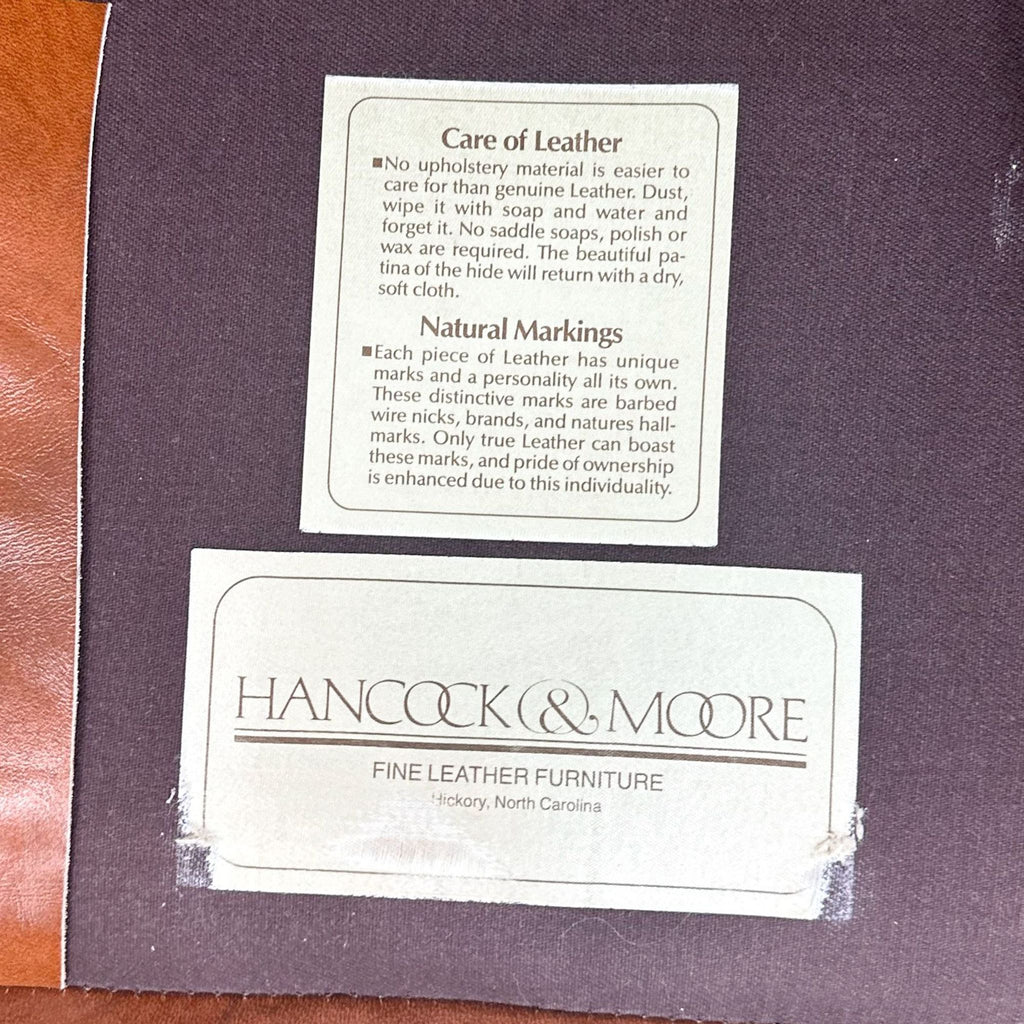 Care of Leather
■No upholstery material is easier to
care for than genuine Leather. Dust,
wipe it with soap and water and
forget it. No saddle soaps, polish or
wax are required. The beautiful pa-
tina of the hide will return with a dry,
soft cloth.
Natural Markings
■Each piece of Leather has unique
marks and a personality all its own.
These distinctive marks are barbed
wire nicks, brands, and natures hall-
marks. Only true Leather can boast
these marks, and pride of ownership
is enhanced due to this individuality.
HANCOCK & MOORE
FINE LEATHER FURNITURE
Hickory, North Carolina